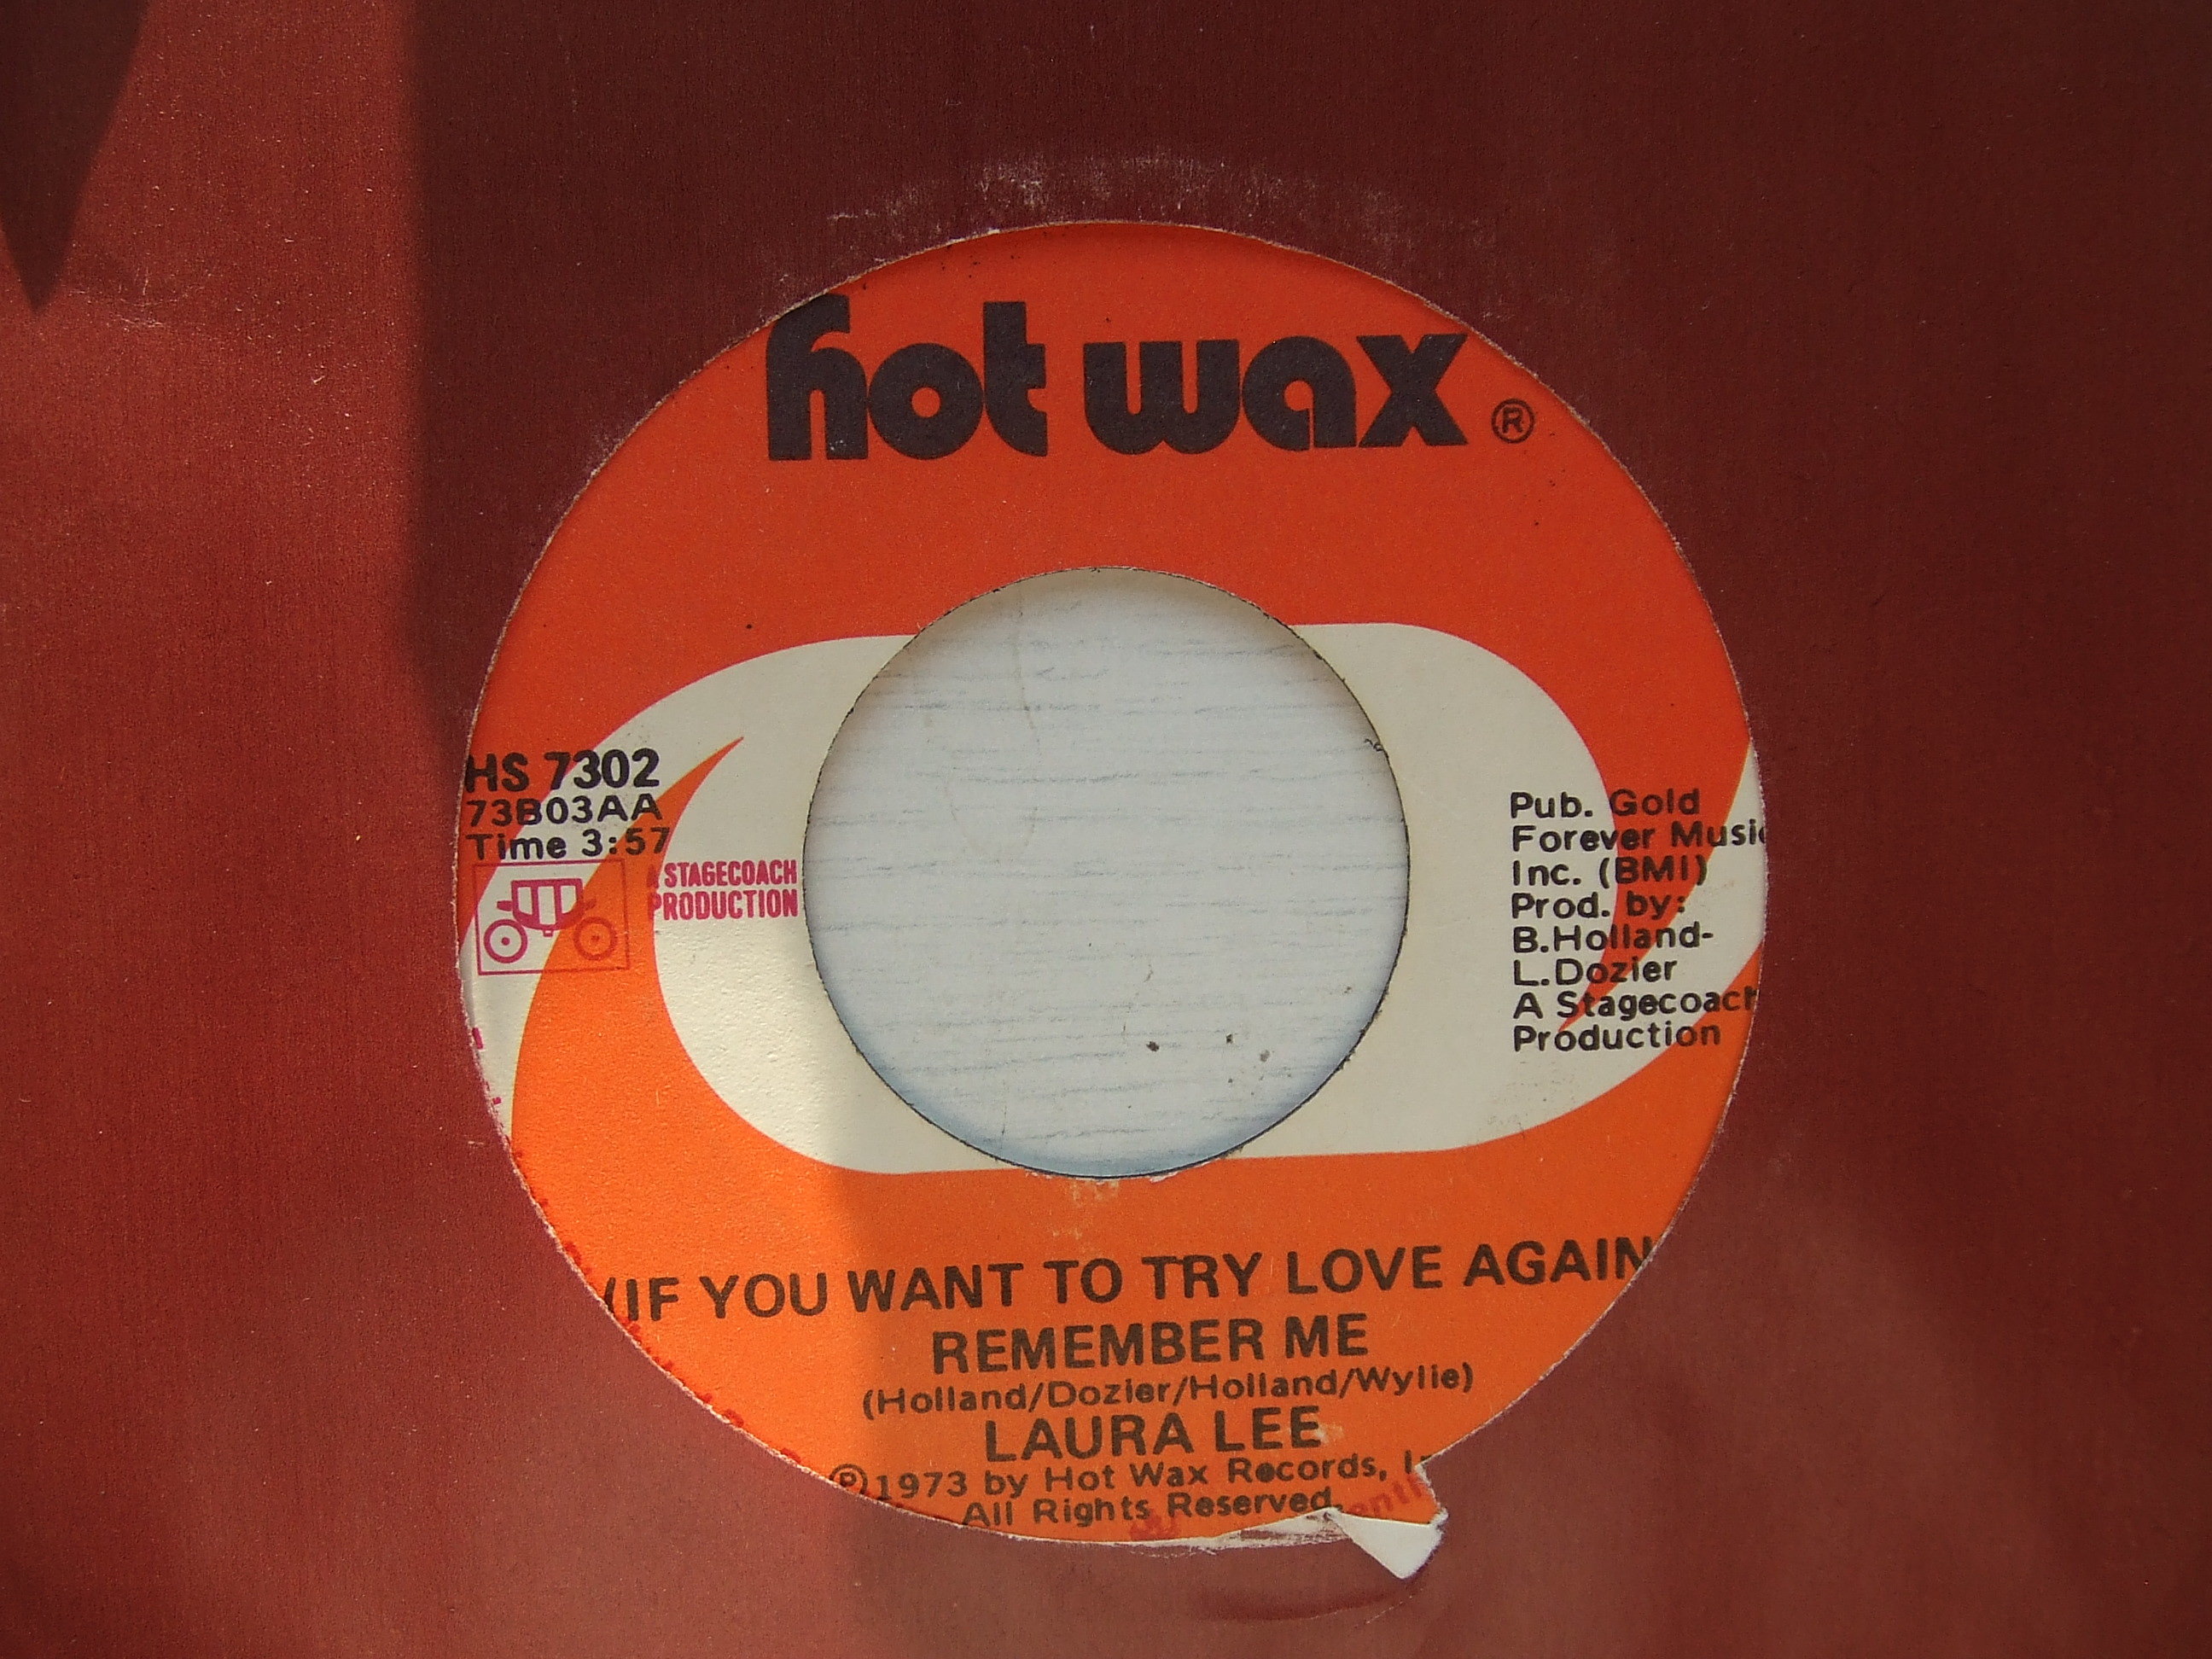 hot wax ®
HS 7302
73B03AA
Time 3:57
A STAGECOACH
PRODUCTION
Pub. Gold
Forever Music
Inc. (BMI)
Prod. by:
B.Holland-
L.Dozier
A Stagecoach
Production
(IF YOU WANT TO TRY LOVE AGAIN
REMEMBER ME
(Holland/Dozier/Holland/Wylie)
LAURA LEE
℗1973 by Hot Wax Records,
All Rights Reserved.